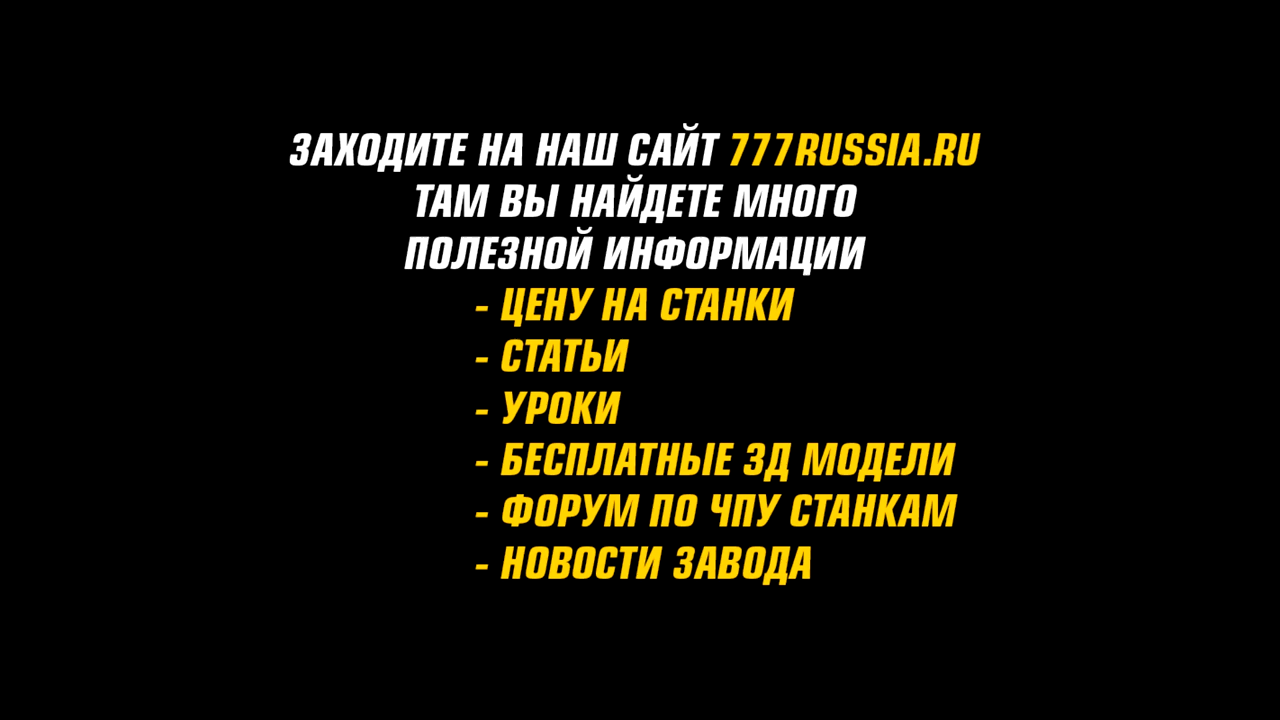 ЗАХОДИТЕ НА НАШ САЙТ 777RUSSIA.RU
ТАМ ВЫ НАЙДЕТЕ МНОГО
ПОЛЕЗНОЙ ИНФОРМАЦИИ
- ЦЕНУ НА СТАНКИ
- СТАТЬИ
- УРОКИ
- БЕСПЛАТНЫЕ 3Д МОДЕЛИ
- ФОРУМ ПО ЧПУ СТАНКАМ
- НОВОСТИ ЗАВОДА